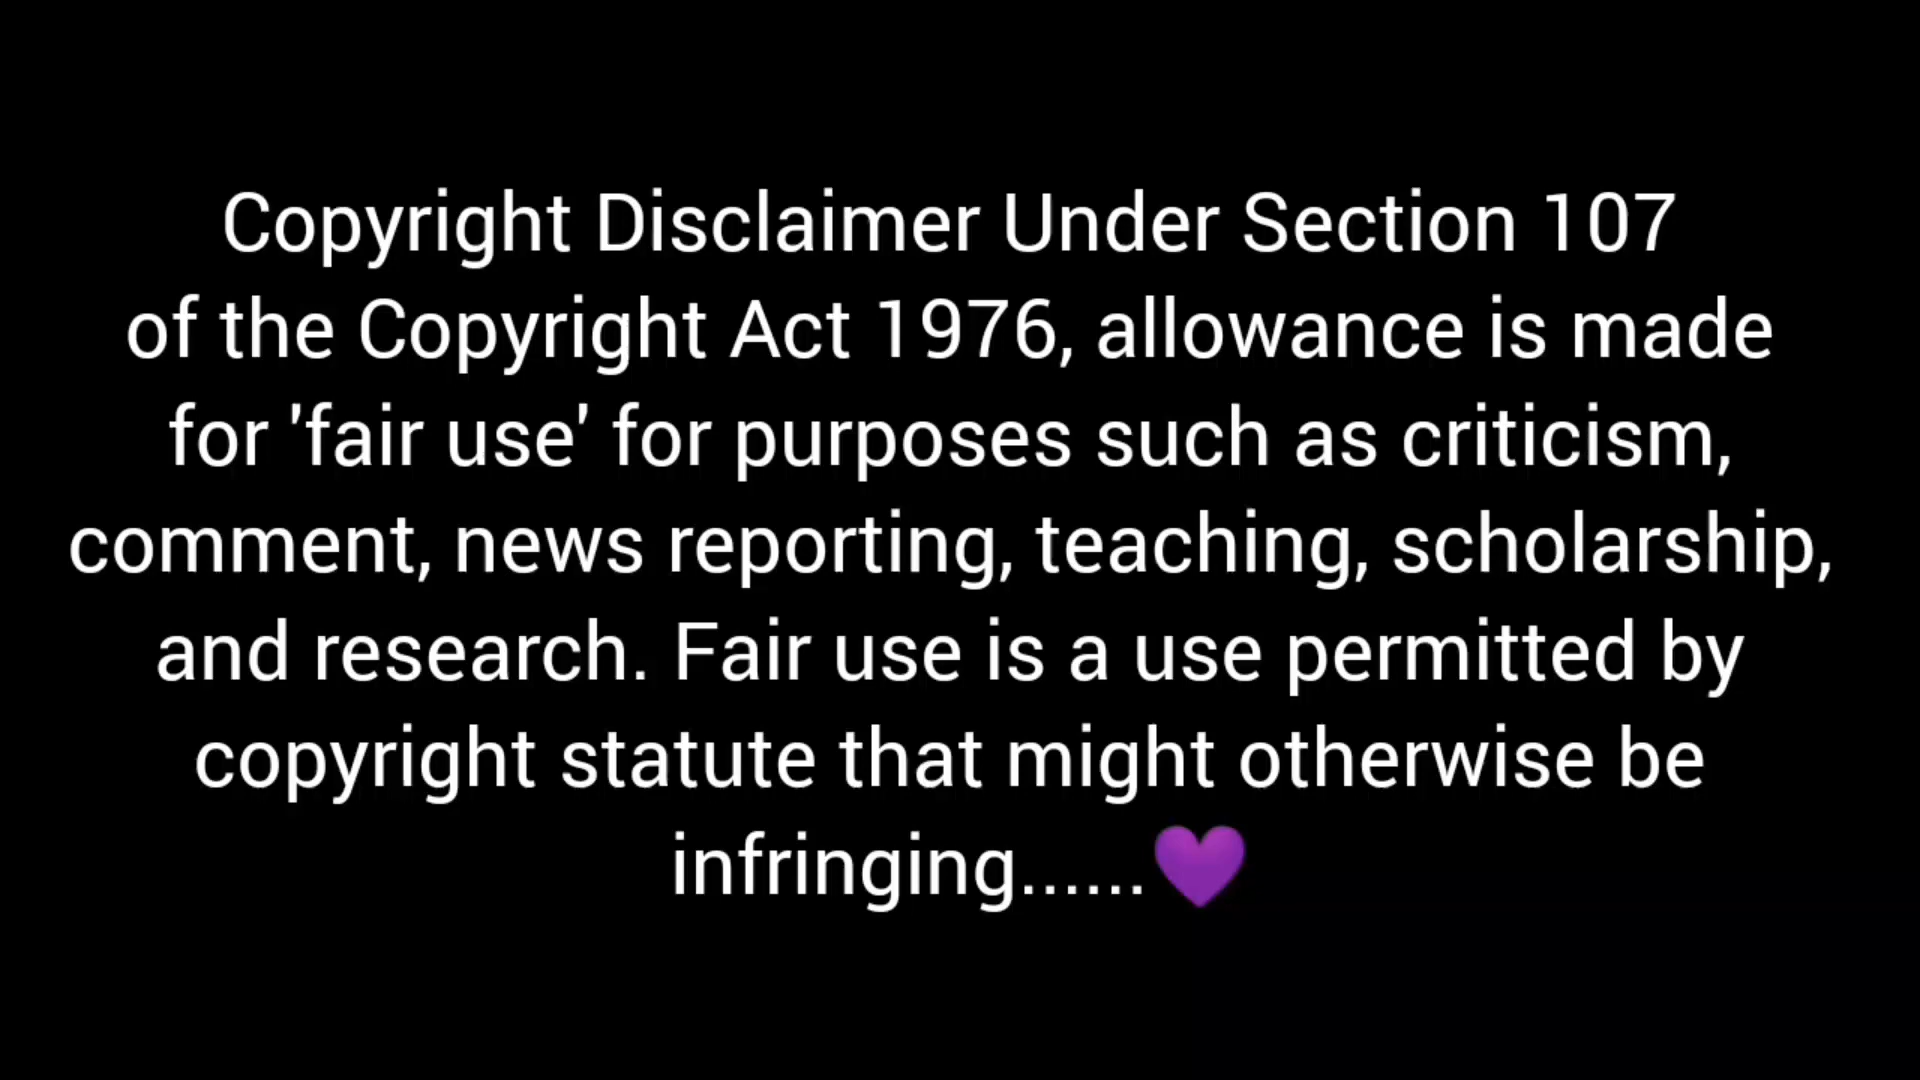 Copyright Disclaimer Under Section 107
of the Copyright Act 1976, allowance is made
for 'fair use' for purposes such as criticism,
comment, news reporting, teaching, scholarship,
and research. Fair use is a use permitted by
copyright statute that might otherwise be
infringing......💜